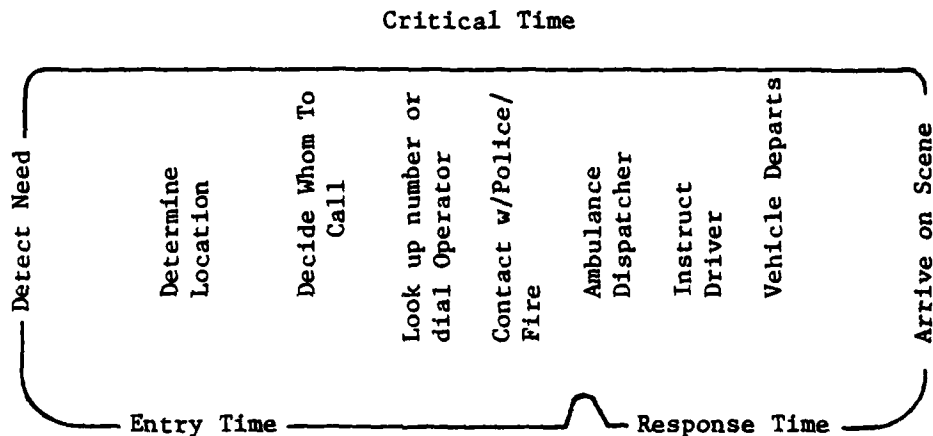 Critical Time
Detect Need
Determine
Location
Decide Whom To
Call
Look up number or
dial Operator
Contact w/Police/
Fire
Ambulance
Dispatcher
Instruct
Driver
Vehicle Departs
Arrive on Scene
Entry Time
Response Time